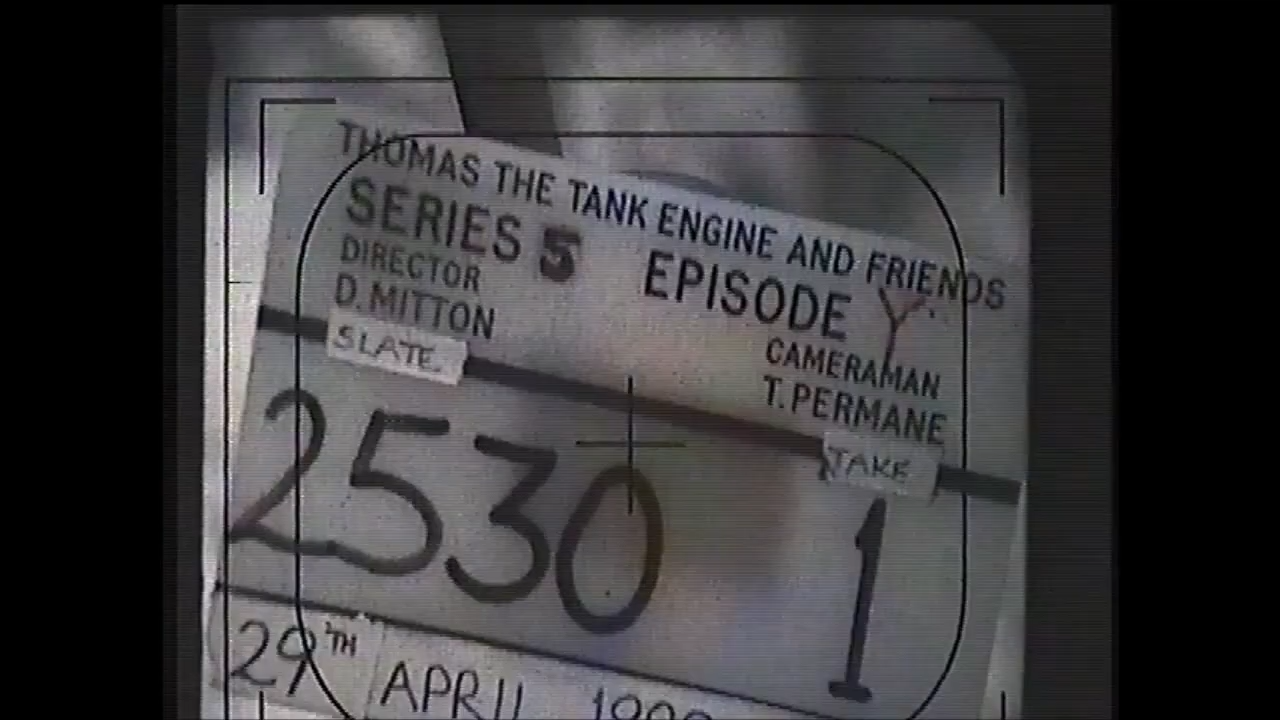 THOMAS THE TANK ENGINE AND FRIENDS
SERIES 5 EPISODE Y.
DIRECTOR
D.MITTON
CAMERAMAN
T.PERMANE
SLATE.
TAKE
2530 1
29TH APRIL